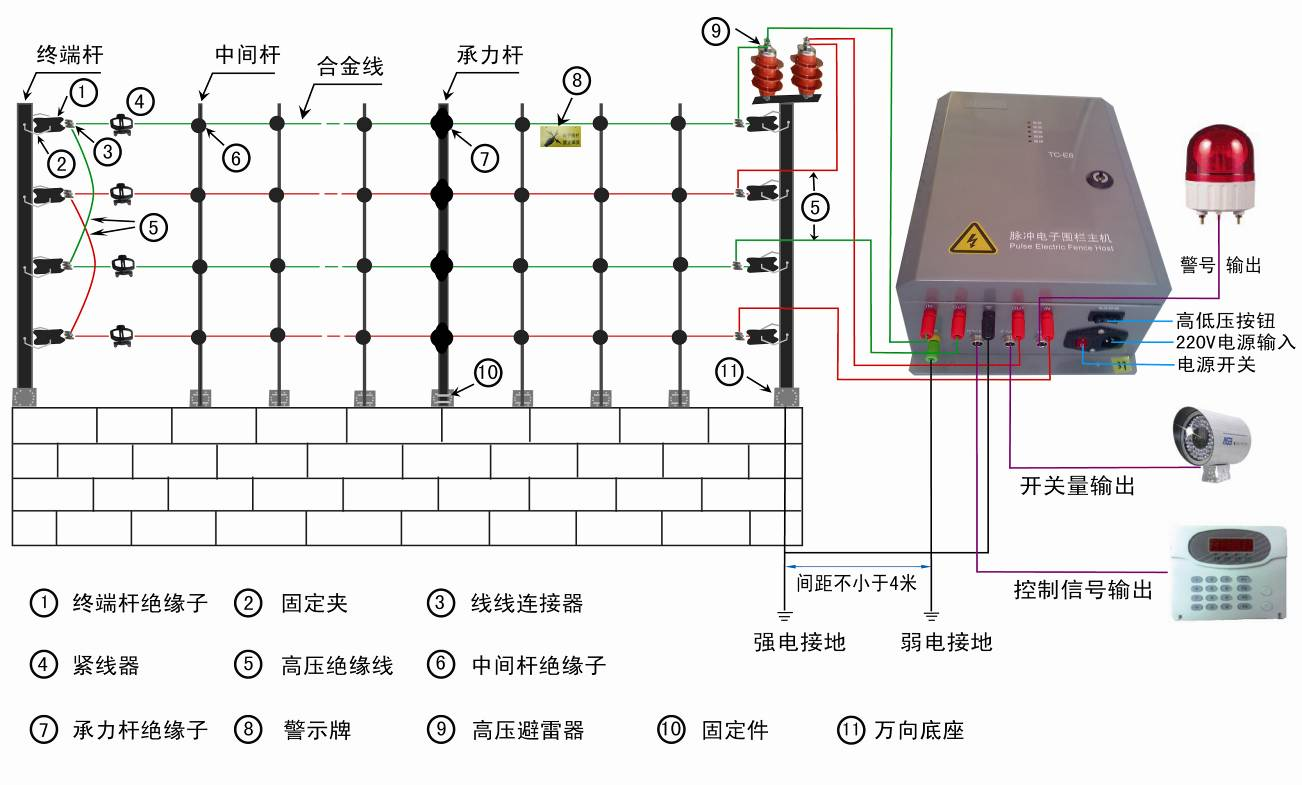 终端杆
中间杆
合金线
承力杆
⑨
①
④
⑧
②
③
⑥
⑦
⑤
⑤
⑩
⑪
TC-E8
脉冲电子围栏主机
Pulse Electric Fence Host
OUT
OUT
IN
警号 输出
高低压按钮
220V电源输入
电源开关
开关量输出
控制信号输出
间距不小于4米
强电接地
弱电接地
① 终端杆绝缘子 ② 固定夹 ③ 线线连接器
④ 紧线器 ⑤ 高压绝缘线 ⑥ 中间杆绝缘子
⑦ 承力杆绝缘子 ⑧ 警示牌 ⑨ 高压避雷器 ⑩ 固定件 ⑪ 万向底座